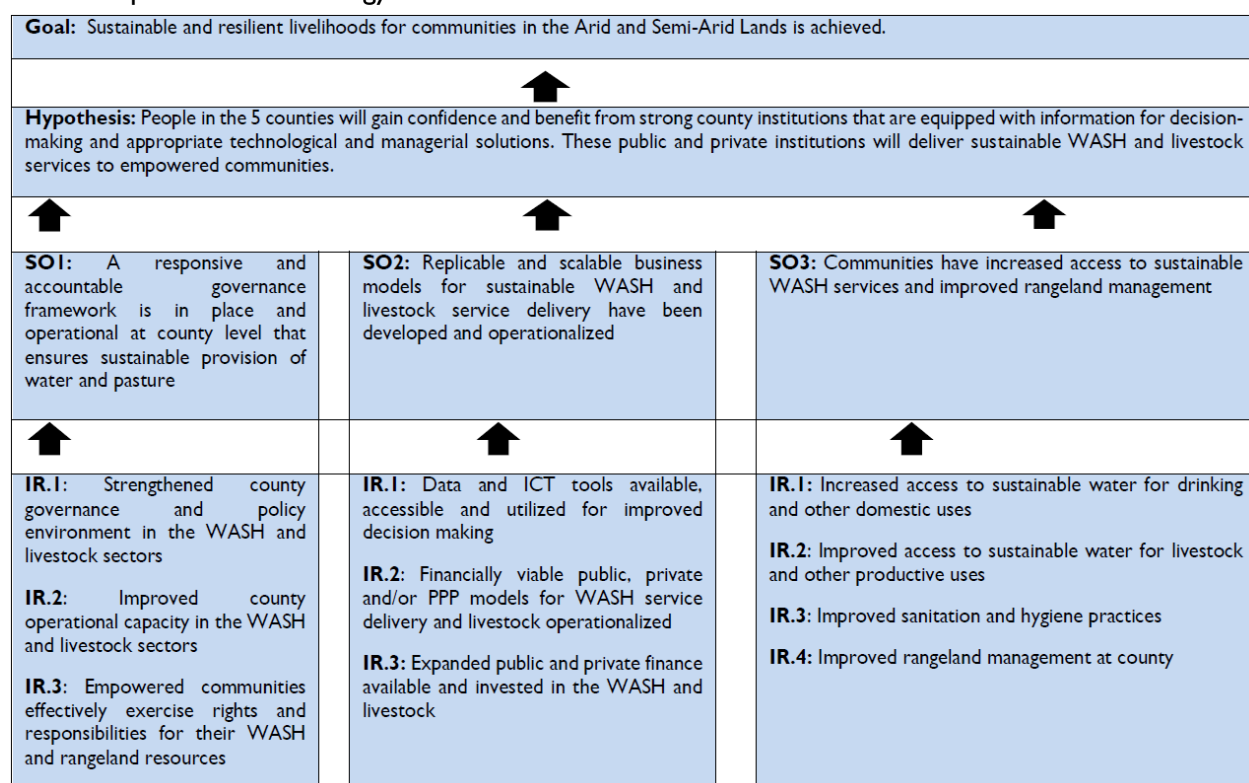 Goal: Sustainable and resilient livelihoods for communities in the Arid and Semi-Arid Lands is achieved.
Hypothesis: People in the 5 counties will gain confidence and benefit from strong county institutions that are equipped with information for decision-
making and appropriate technological and managerial solutions. These public and private institutions will deliver sustainable WASH and livestock
services to empowered communities.
SO1: A responsive and
accountable governance
framework is in place and
operational at county level that
ensures sustainable provision of
water and pasture
SO2: Replicable and scalable business
models for sustainable WASH and
livestock service delivery have been
developed and operationalized
SO3: Communities have increased access to sustainable
WASH services and improved rangeland management
IR.1: Strengthened county
governance and policy
environment in the WASH and
livestock sectors
IR.2: Improved county
operational capacity in the WASH
and livestock sectors
IR.3: Empowered communities
effectively exercise rights and
responsibilities for their WASH
and rangeland resources
IR.1: Data and ICT tools available,
accessible and utilized for improved
decision making
IR.2: Financially viable public, private
and/or PPP models for WASH service
delivery and livestock operationalized
IR.3: Expanded public and private finance
available and invested in the WASH and
livestock
IR.1: Increased access to sustainable water for drinking
and other domestic uses
IR.2: Improved access to sustainable water for livestock
and other productive uses
IR.3: Improved sanitation and hygiene practices
IR.4: Improved rangeland management at county